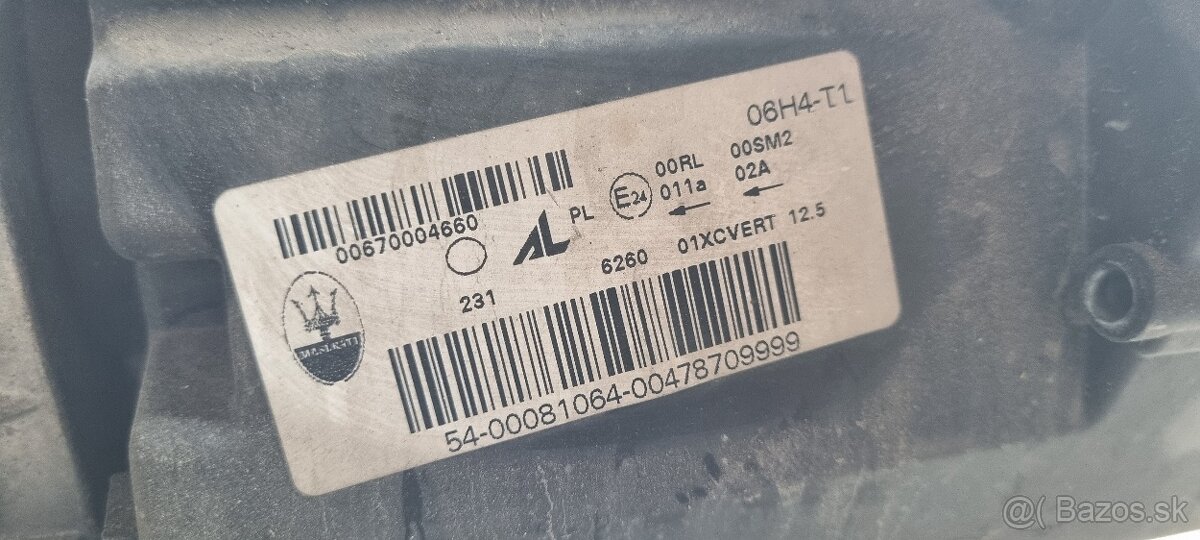 06H4-T1
00670004660
AL
PL
E24
00RL 00SM2
011a 02A
231
6260 01XCVERT 12.5
MASERATI
54-00081064-00478709999
@( Bazos.sk